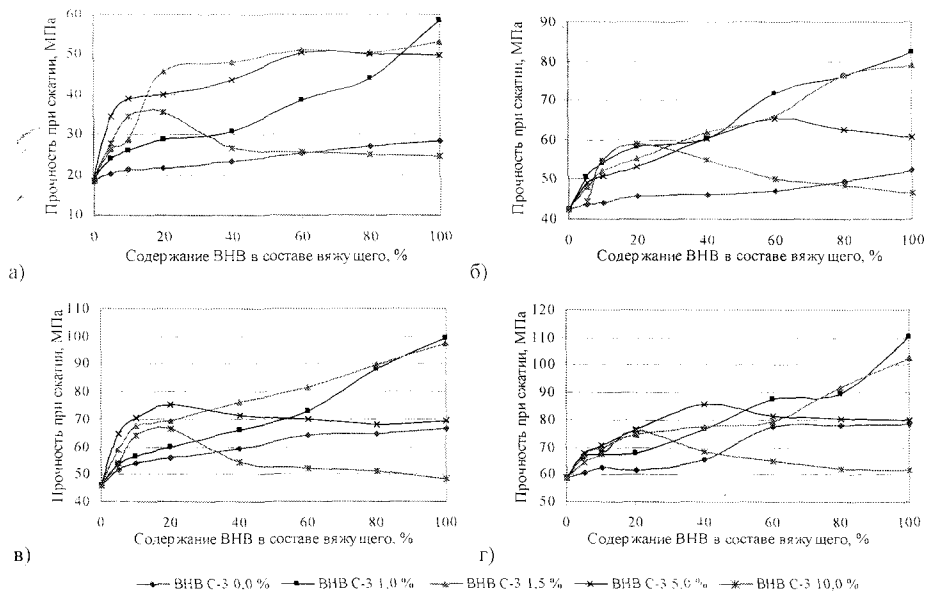 а)
Прочность при сжатии, МПа
60
50
40
30
20
10
0 20 40 60 80 100
Содержание ВНВ в составе вяжущего, %
б)
Прочность при сжатии, МПа
90
80
70
60
50
40
0 20 40 60 80 100
Содержание ВНВ в составе вяжущего, %
в)
Прочность при сжатии, МПа
110
100
90
80
70
60
50
40
0 20 40 60 80 100
Содержание ВНВ в составе вяжущего, %
г)
Прочность при сжатии, МПа
120
110
100
90
80
70
60
50
0 20 40 60 80 100
Содержание ВНВ в составе вяжущего, %
ВНВ С-3 0,0 % ВНВ С-3 1,0 % ВНВ С-3 1,5 % ВНВ С-3 5,0 % ВНВ С-3 10,0 %